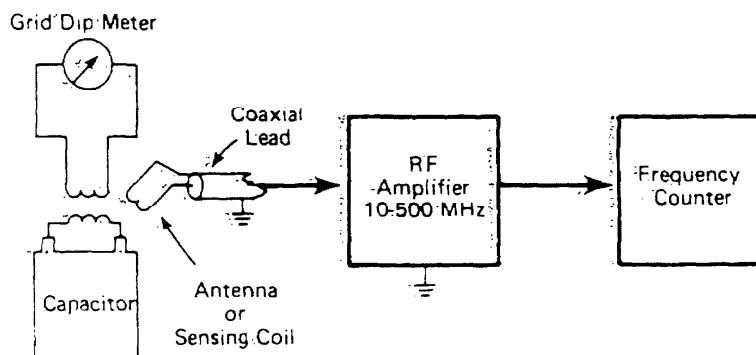 Grid Dip Meter
Coaxial
Lead
RF
Amplifier
10-500 MHz
Frequency
Counter
Capacitor
Antenna
or
Sensing Coil